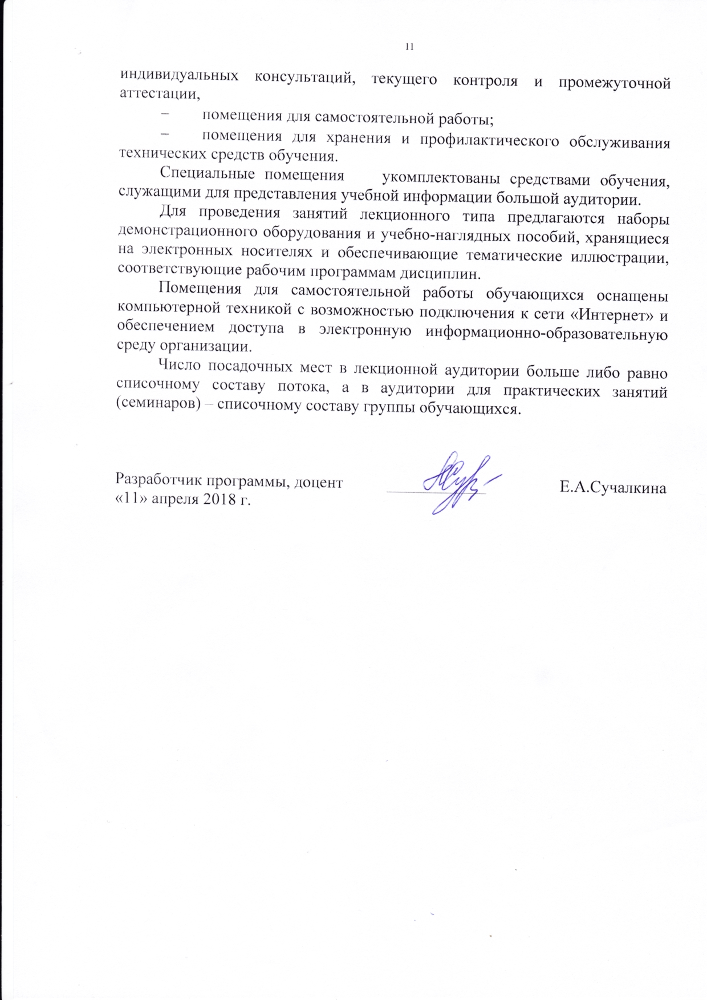 11
индивидуальных консультаций, текущего контроля и промежуточной
аттестации,
– помещения для самостоятельной работы;
– помещения для хранения и профилактического обслуживания
технических средств обучения.
Специальные помещения укомплектованы средствами обучения,
служащими для представления учебной информации большой аудитории.
Для проведения занятий лекционного типа предлагаются наборы
демонстрационного оборудования и учебно-наглядных пособий, хранящиеся
на электронных носителях и обеспечивающие тематические иллюстрации,
соответствующие рабочим программам дисциплин.
Помещения для самостоятельной работы обучающихся оснащены
компьютерной техникой с возможностью подключения к сети «Интернет» и
обеспечением доступа в электронную информационно-образовательную
среду организации.
Число посадочных мест в лекционной аудитории больше либо равно
списочному составу потока, а в аудитории для практических занятий
(семинаров) – списочному составу группы обучающихся.
Разработчик программы, доцент Е.А.Сучалкина
«11» апреля 2018 г.